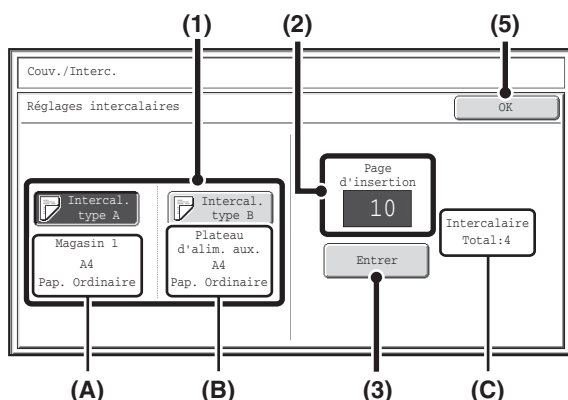 (1)
(2)
(5)
Couv./Interc.
Réglages intercalaires
OK
Intercal.
type A
Intercal.
type B
Magasin 1
A4
Pap. Ordinaire
Plateau
d'alim. aux.
A4
Pap. Ordinaire
Page
d'insertion
10
Entrer
Intercalaire
Total:4
(A)
(B)
(3)
(C)